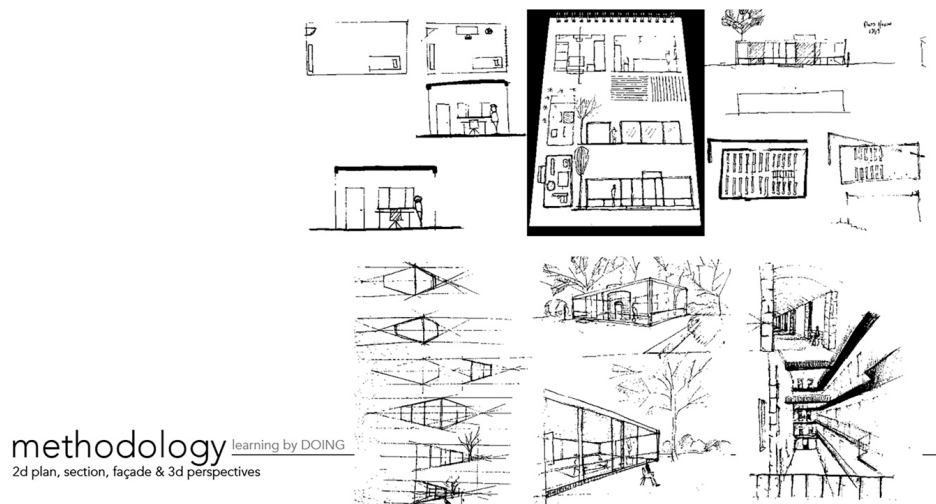 methodology learning by DOING
2d plan, section, façade & 3d perspectives